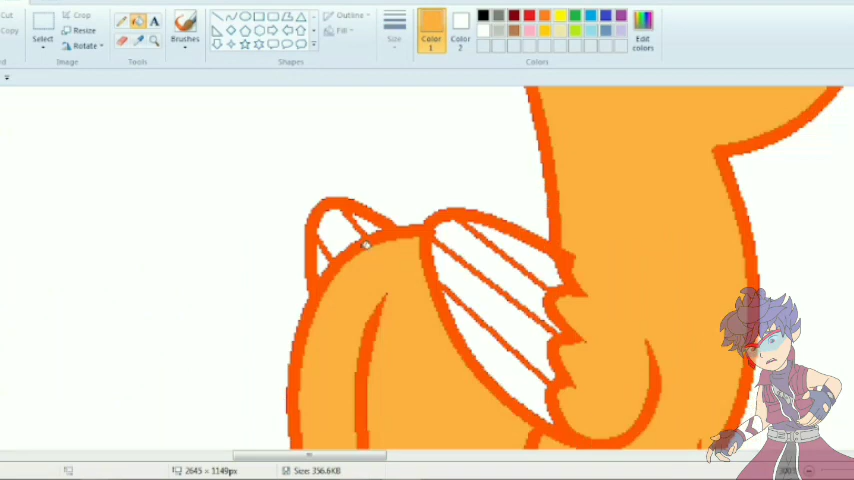 Cut
Copy
Crop
Resize
Rotate
Select
Image
A
Tools
Brushes
Shapes
Outline
Fill
Size
Color
1
Color
2
Edit
colors
Colors
2645 × 1149px
Size: 356.6KB